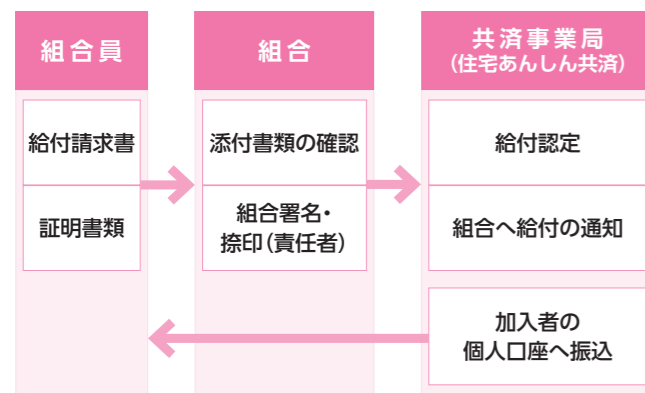 組合員
給付請求書
証明書類
組合
添付書類の確認
組合署名・
捺印(責任者)
共済事業局
(住宅あんしん共済)
給付認定
組合へ給付の通知
加入者の
個人口座へ振込